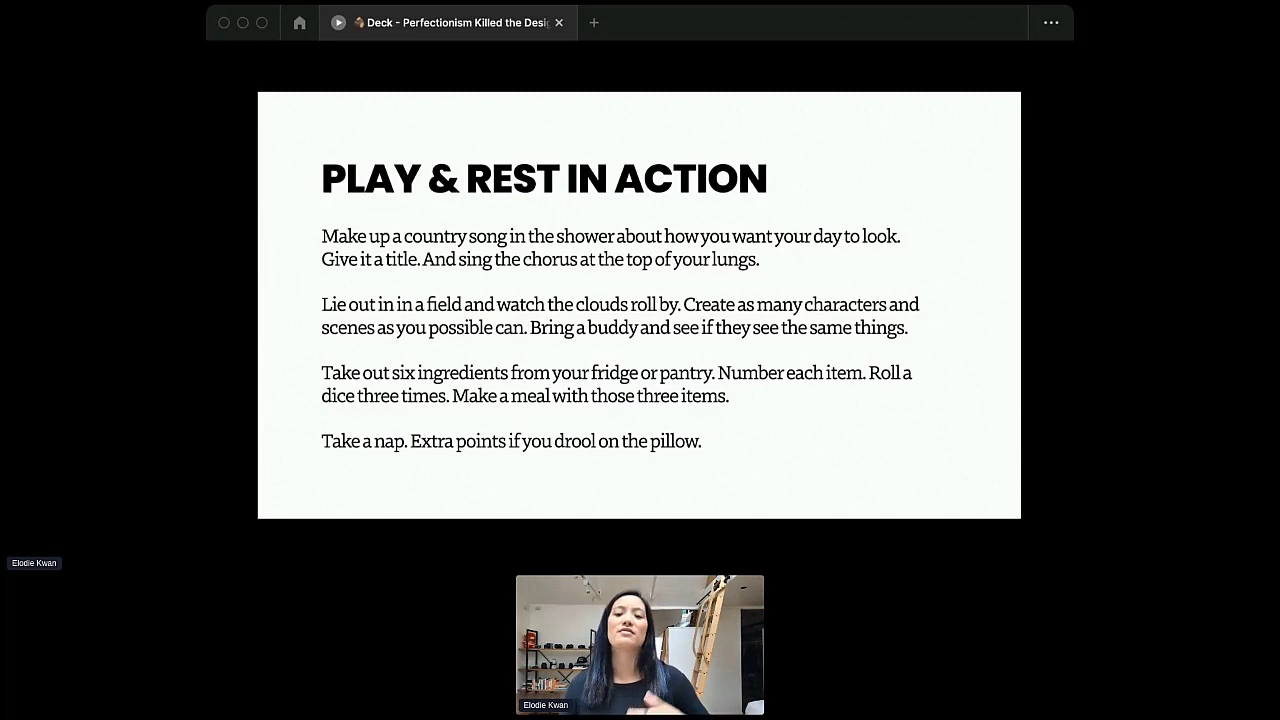 Deck - Perfectionism Killed the Desi
PLAY & REST IN ACTION
Make up a country song in the shower about how you want your day to look.
Give it a title. And sing the chorus at the top of your lungs.
Lie out in in a field and watch the clouds roll by. Create as many characters and
scenes as you possible can. Bring a buddy and see if they see the same things.
Take out six ingredients from your fridge or pantry. Number each item. Roll a
dice three times. Make a meal with those three items.
Take a nap. Extra points if you drool on the pillow.
Elodie Kwan
Elodie Kwan